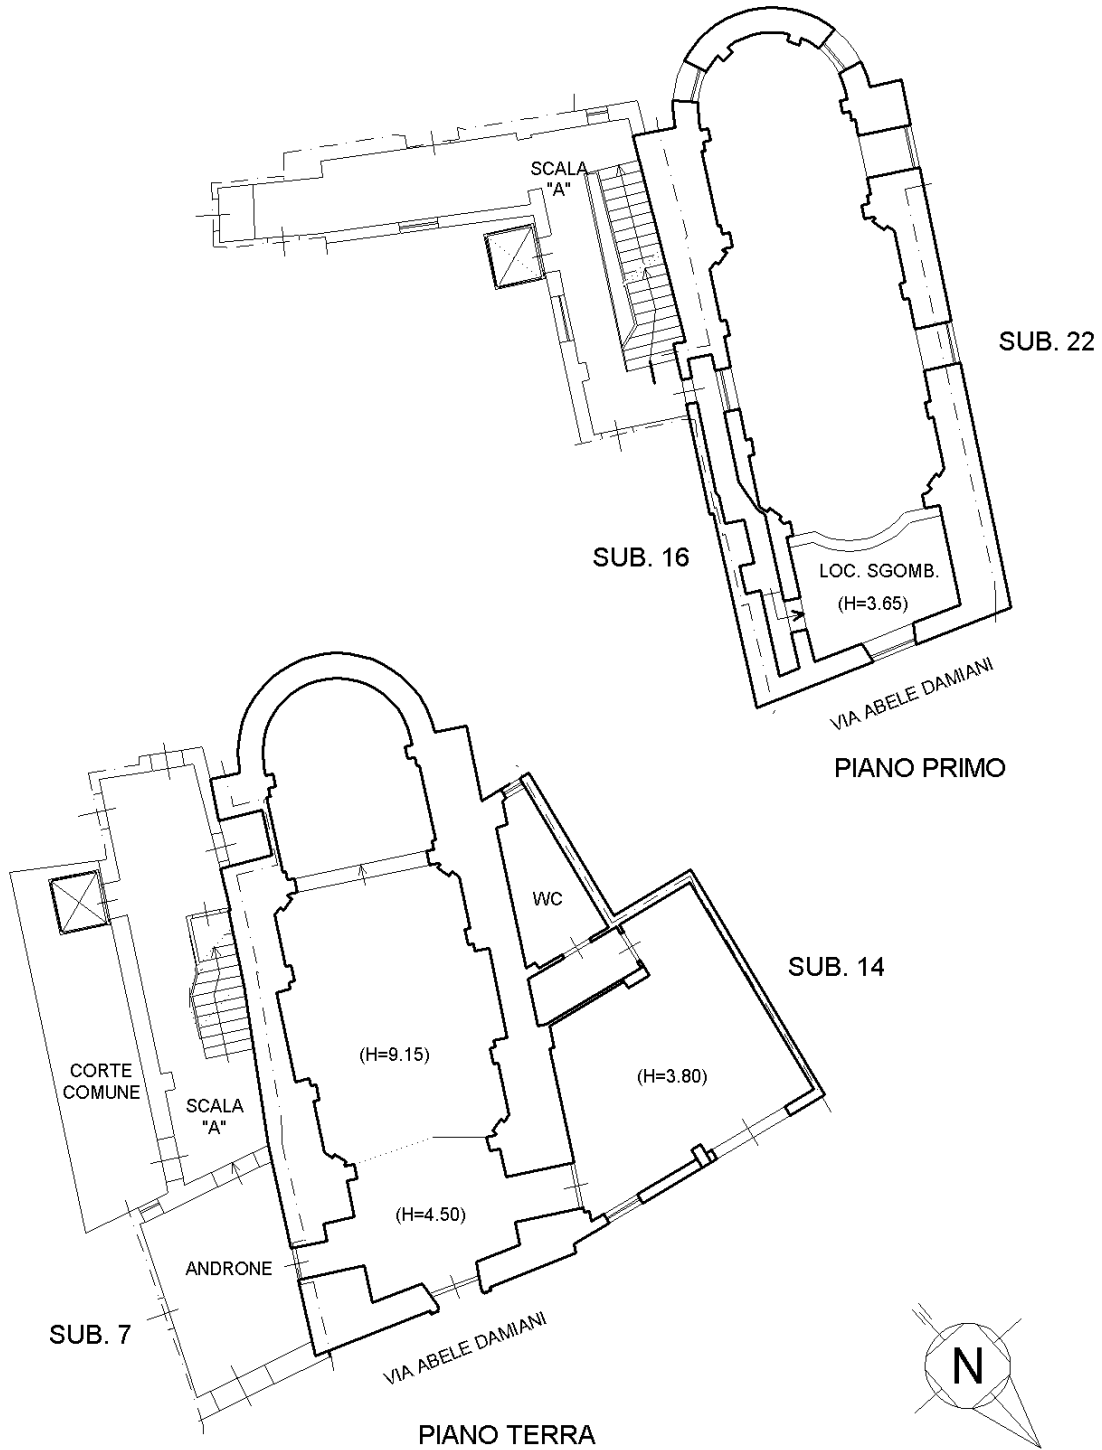 SCALA
"A"
SUB. 22
SUB. 16
LOC. SGOMB.
(H=3.65)
VIA ABELE DAMIANI
PIANO PRIMO
WC
SUB. 14
(H=9.15)
(H=3.80)
CORTE
COMUNE
SCALA
"A"
(H=4.50)
ANDRONE
SUB. 7
VIA ABELE DAMIANI
N
PIANO TERRA